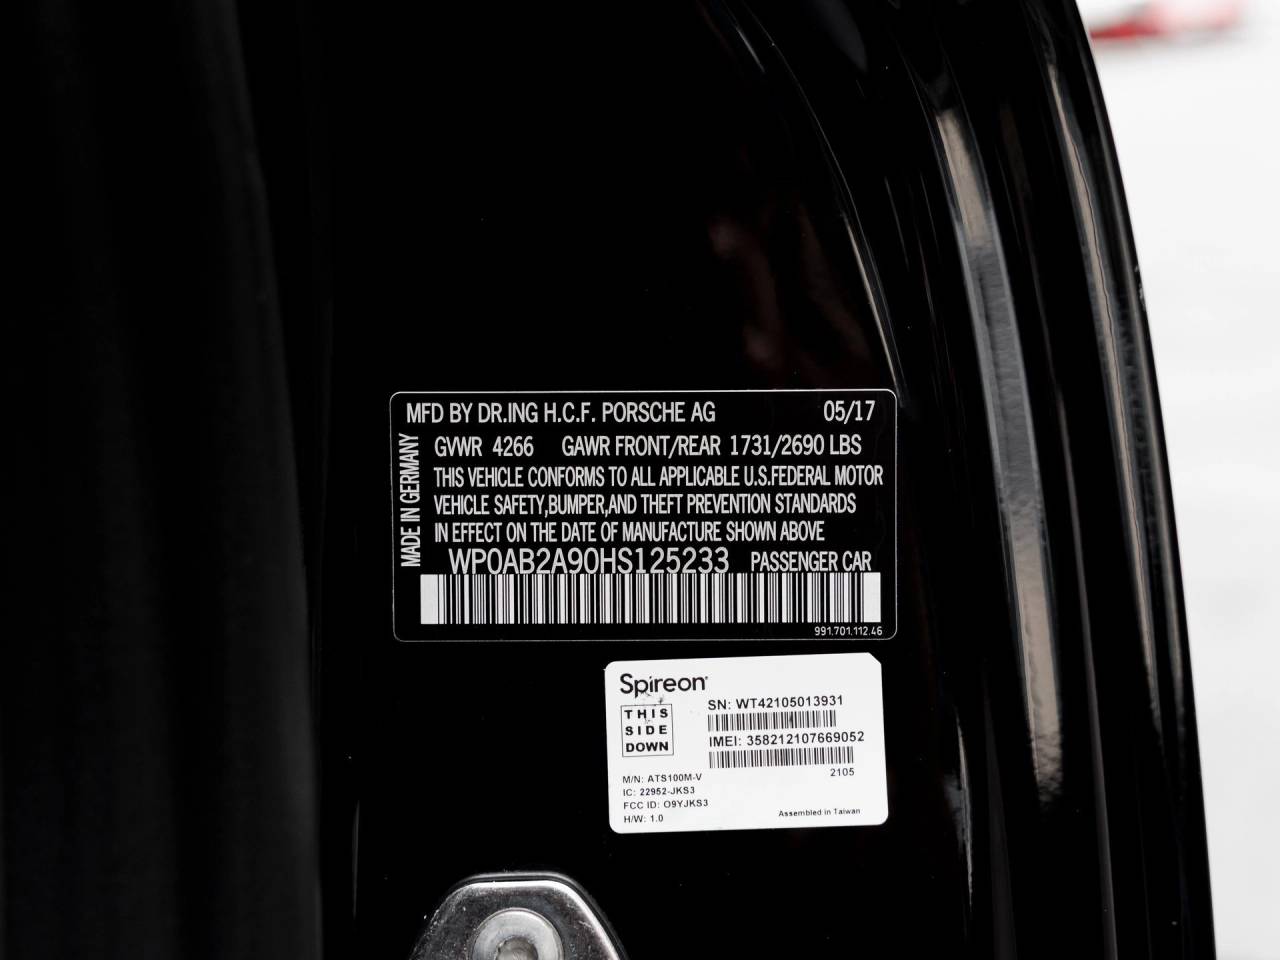 MFD BY DR.ING H.C.F. PORSCHE AG 05/17
MADE IN GERMANY
GVWR 4266 GAWR FRONT/REAR 1731/2690 LBS
THIS VEHICLE CONFORMS TO ALL APPLICABLE U.S.FEDERAL MOTOR
VEHICLE SAFETY,BUMPER,AND THEFT PREVENTION STANDARDS
IN EFFECT ON THE DATE OF MANUFACTURE SHOWN ABOVE
WP0AB2A90HS125233 PASSENGER CAR
991.701.112.46
Spireon
THIS
SIDE
DOWN
SN: WT42105013931
IMEI: 358212107669052
2105
M/N: ATS100M-V
IC: 22952-JKS3
FCC ID: O9YJKS3
H/W: 1.0
Assembled in Taiwan